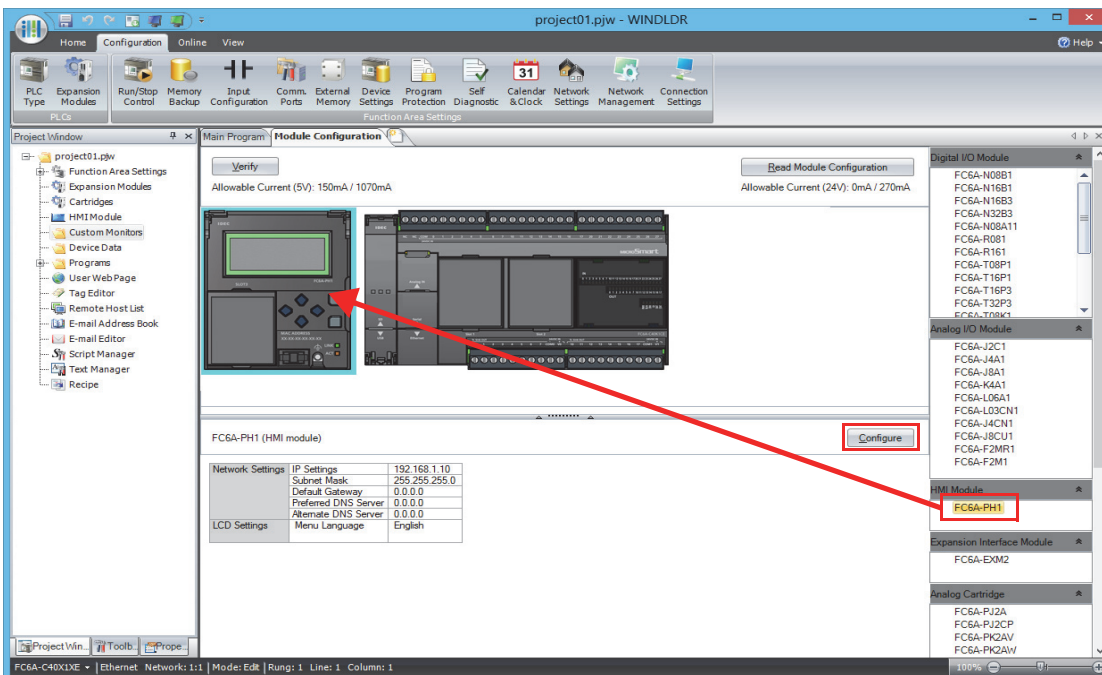 project01.pjw - WINDLDR
Home Configuration Online View Help
PLC Type
Expansion Modules
Run/Stop Control
Memory Backup
Input Configuration
Comm. Ports
External Memory
Device Settings
Program Protection
Self Diagnostic
31
Calendar & Clock
Network Settings
Network Management
Connection Settings
PLCs
Function Area Settings
Project Window
project01.pjw
Function Area Settings
Expansion Modules
Cartridges
HMI Module
Custom Monitors
Device Data
Programs
User Web Page
Tag Editor
Remote Host List
E-mail Address Book
E-mail Editor
Script Manager
Text Manager
Recipe
Project Win...
Toolb...
Prope...
Main Program
Module Configuration
Verify
Read Module Configuration
Allowable Current (5V): 150mA / 1070mA
Allowable Current (24V): 0mA / 270mA
FC6A-PH1 (HMI module)
Configure
Network Settings IP Settings 192.168.1.10
Subnet Mask 255.255.255.0
Default Gateway 0.0.0.0
Preferred DNS Server 0.0.0.0
Alternate DNS Server 0.0.0.0
LCD Settings Menu Language English
Digital I/O Module
FC6A-N08B1
FC6A-N16B1
FC6A-N16B3
FC6A-N32B3
FC6A-N08A11
FC6A-R081
FC6A-R161
FC6A-T08P1
FC6A-T16P1
FC6A-T16P3
FC6A-T32P3
FC6A-T08K1
Analog I/O Module
FC6A-J2C1
FC6A-J4A1
FC6A-J8A1
FC6A-K4A1
FC6A-L06A1
FC6A-L03CN1
FC6A-J4CN1
FC6A-J8CU1
FC6A-F2MR1
FC6A-F2M1
HMI Module
FC6A-PH1
Expansion Interface Module
FC6A-EXM2
Analog Cartridge
FC6A-PJ2A
FC6A-PJ2CP
FC6A-PK2AV
FC6A-PK2AW
FC6A-C40X1XE
Ethernet Network: 1:1
Mode: Edit
Rung: 1 Line: 1 Column: 1
100%